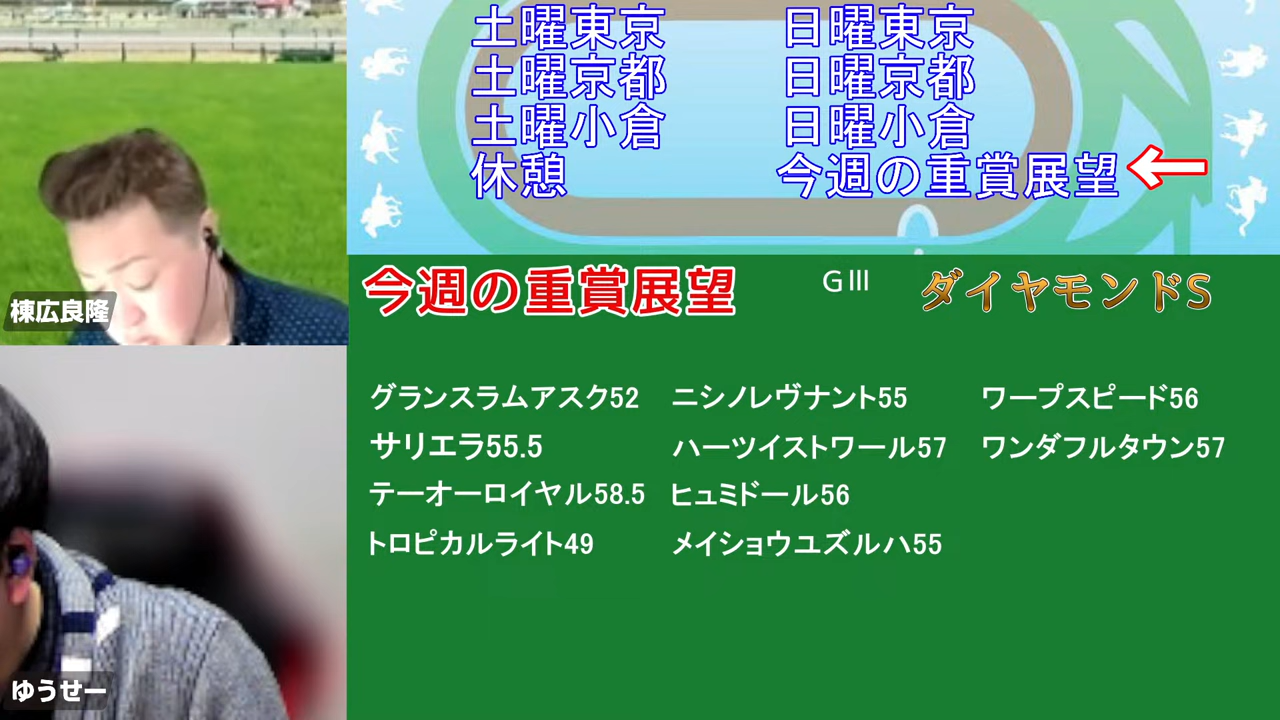 土曜東京 日曜東京
土曜京都 日曜京都
土曜小倉 日曜小倉
休憩 今週の重賞展望
今週の重賞展望 GⅢ ダイヤモンドS
グランスラムアスク52 ニシノレヴナント55 ワープスピード56
サリエラ55.5 ハーツイストワール57 ワンダフルタウン57
テーオーロイヤル58.5 ヒュミドール56
トロピカルライト49 メイショウユズルハ55
棟広良隆
ゆうせー